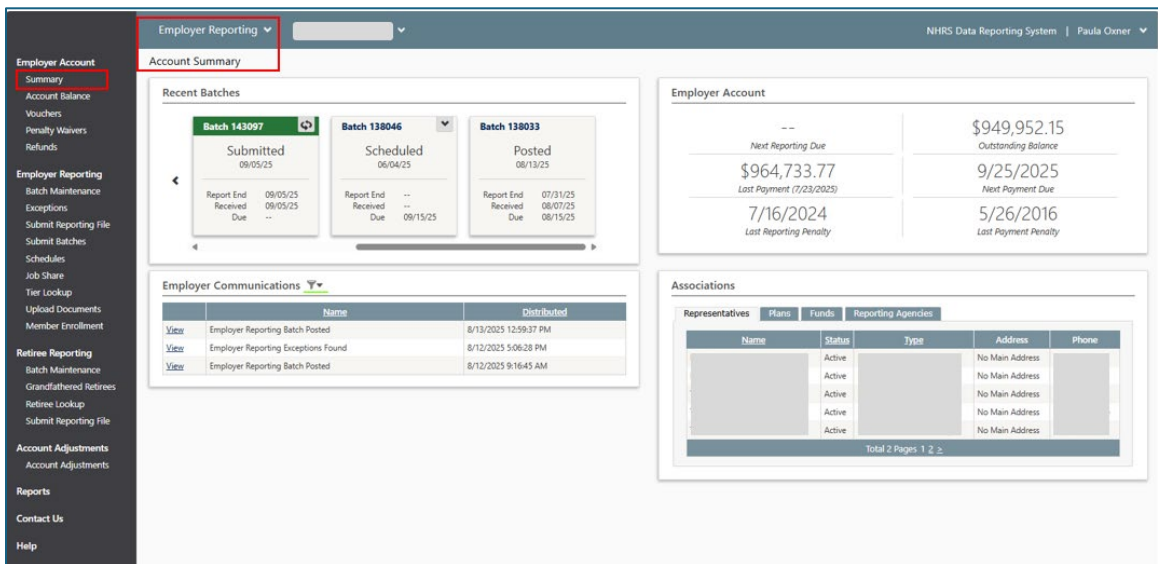 Employer Reporting
NHRS Data Reporting System | Paula Oxner
Employer Account
Summary
Account Balance
Vouchers
Penalty Waivers
Refunds
Employer Reporting
Batch Maintenance
Exceptions
Submit Reporting File
Submit Batches
Schedules
Job Share
Tier Lookup
Upload Documents
Member Enrollment
Retiree Reporting
Batch Maintenance
Grandfathered Retirees
Retiree Lookup
Submit Reporting File
Account Adjustments
Account Adjustments
Reports
Contact Us
Help
Account Summary
Recent Batches
Batch 143097
Submitted
09/05/25
Report End 09/05/25
Received 09/05/25
Due --
Batch 138046
Scheduled
06/04/25
Report End --
Received --
Due 09/15/25
Batch 138033
Posted
08/13/25
Report End 07/31/25
Received 08/07/25
Due 08/15/25
Employer Account
--
Next Reporting Due
$949,952.15
Outstanding Balance
$964,733.77
Last Payment (7/23/2025)
9/25/2025
Next Payment Due
7/16/2024
Last Reporting Penalty
5/26/2016
Last Payment Penalty
Employer Communications
Name Distributed
View Employer Reporting Batch Posted 8/13/2025 12:59:37 PM
View Employer Reporting Exceptions Found 8/12/2025 5:06:28 PM
View Employer Reporting Batch Posted 8/12/2025 9:16:45 AM
Associations
Representatives Plans Funds Reporting Agencies
Name Status Type Address Phone
Active No Main Address
Active No Main Address
Active No Main Address
Active No Main Address
Active No Main Address
Total 2 Pages 1 2 >